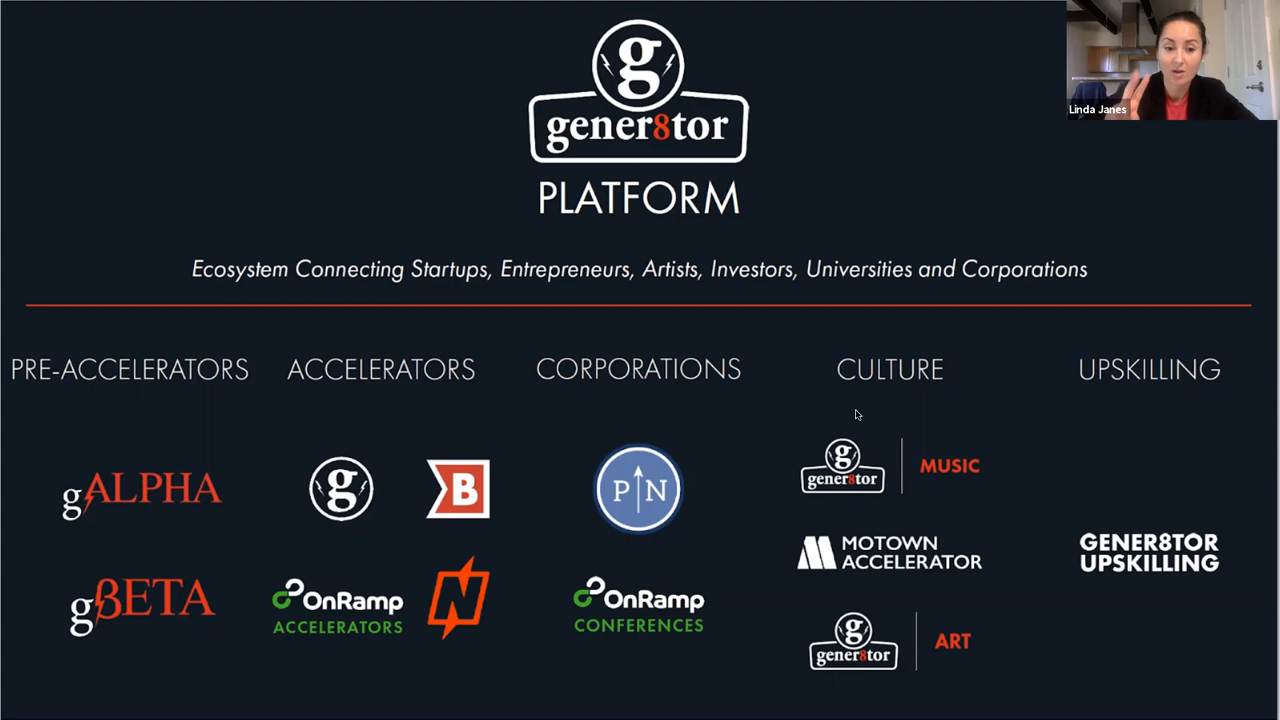 g
gener8tor
PLATFORM
Linda Janes
Ecosystem Connecting Startups, Entrepreneurs, Artists, Investors, Universities and Corporations
PRE-ACCELERATORS
ACCELERATORS
CORPORATIONS
CULTURE
UPSKILLING
gALPHA
gβETA
g
B
OnRamp
ACCELERATORS
N
P N
OnRamp
CONFERENCES
g
gener8tor
MUSIC
MOTOWN
ACCELERATOR
g
gener8tor
ART
GENER8TOR
UPSKILLING